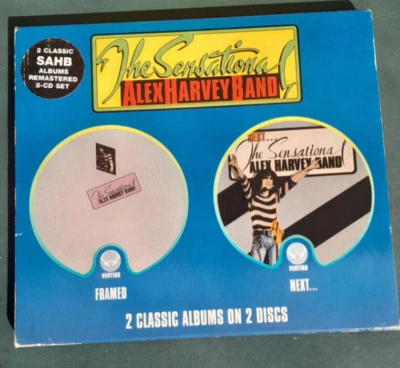 2 CLASSIC
SAHB
ALBUMS
REMASTERED
2-CD SET
The Sensational
ALEX HARVEY BAND
The Sensational
ALEX HARVEY BAND
VERTIGO
FRAMED
NEXT...
The Sensational
ALEX HARVEY BAND
VERTIGO
NEXT...
2 CLASSIC ALBUMS ON 2 DISCS